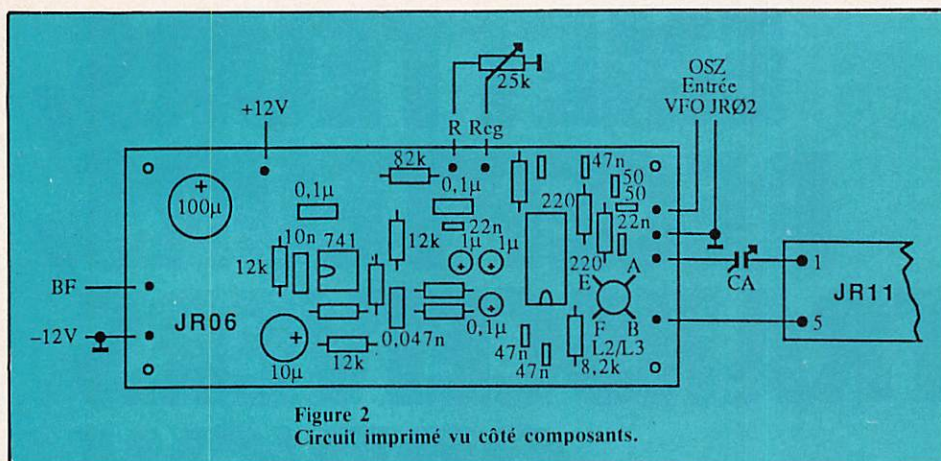 25k
OSZ
Entrée
VFO JRØ2
+12V
R Reg
82k
47n
0,1µ
50
50
100µ
0,1µ
220
22n
22n
10n
741
12k
1µ
1µ
12k
220
E
A
CA
1
BF
JR11
JR06
0,1µ
F
B
5
-12V
0,047n
L2/L3
10µ
12k
47n
47n
8,2k
Figure 2
Circuit imprimé vu côté composants.